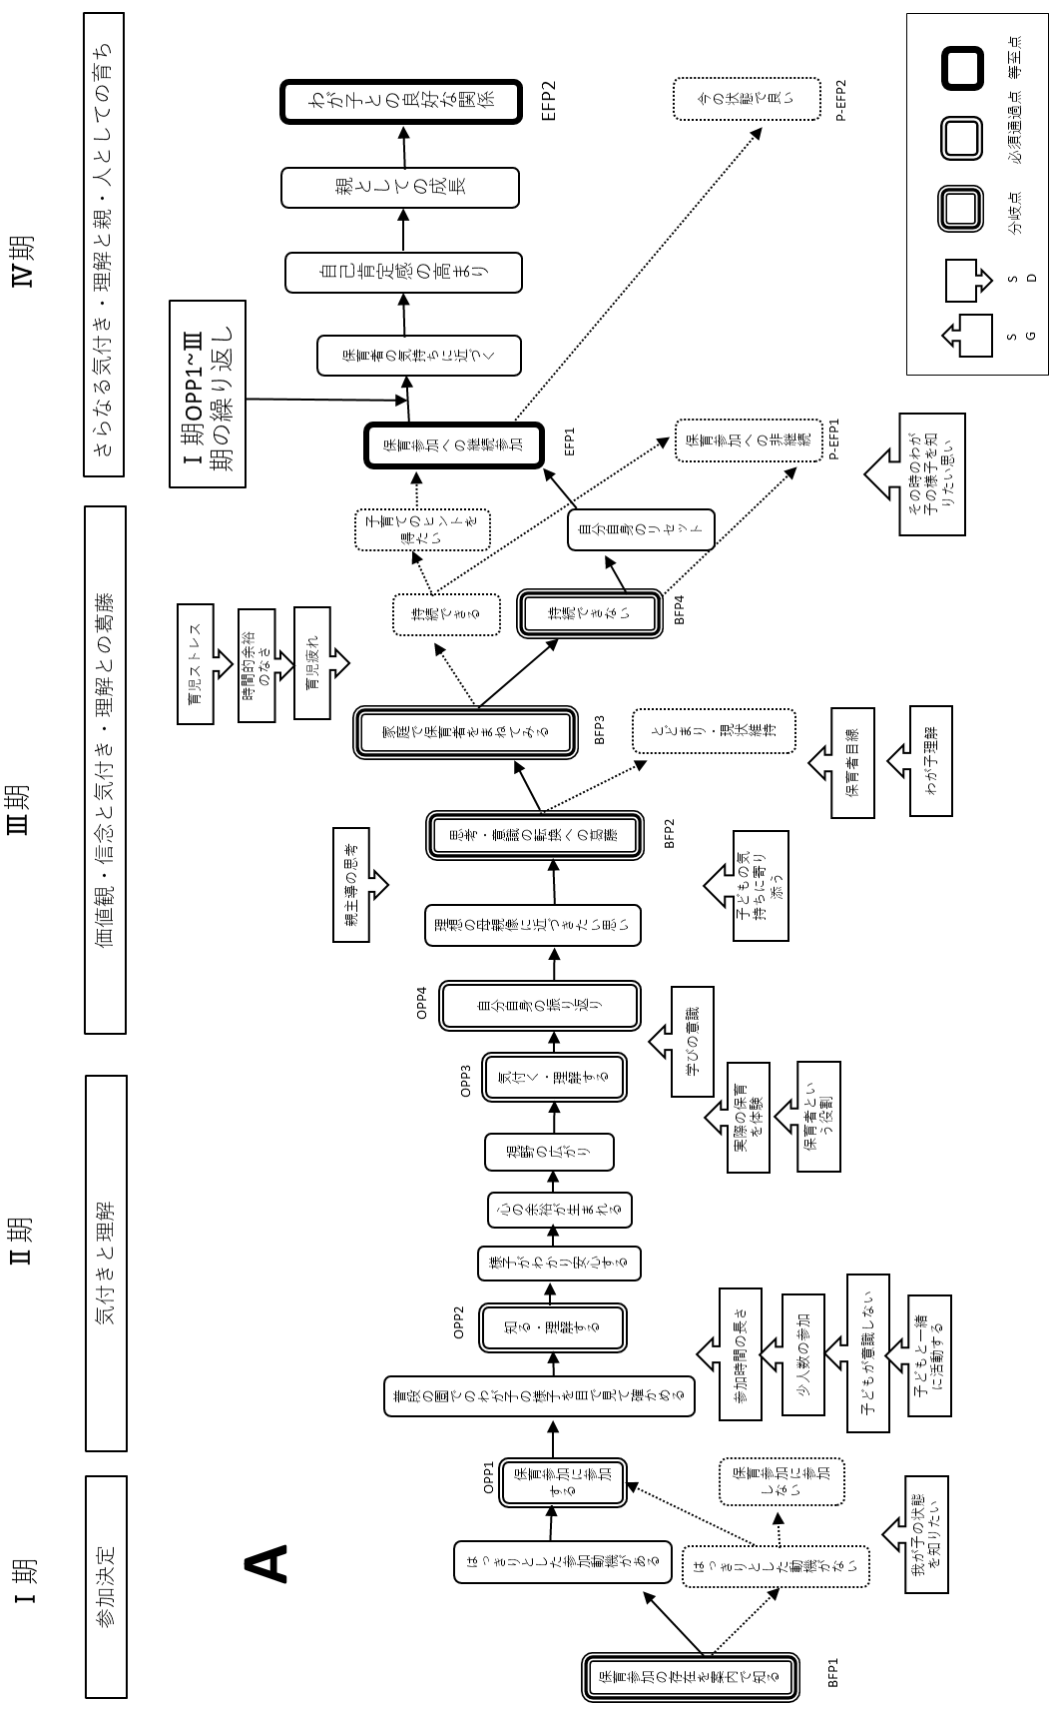 Ⅰ 期
Ⅱ 期
Ⅲ 期
Ⅳ 期
参加決定
気付きと理解
価値観・信念と気付き・理解との葛藤
さらなる気付き・理解と親・人としての育ち
A
保育参加の存在を案内で知る
BFP1
はっきりとした参加動機がある
はっきりとした動機がない
OPP1
保育参加に参加
する
保育参加に参加
しない
我が子の状態
を知りたい
普段の園でのわが子の様子を目で見て確かめる
OPP2
知る・理解する
様子がわかり安心する
心の余裕が生まれる
視野の広がり
参加時間の長さ
少人数の参加
子どもが意識しない
子どもと一緒
に活動する
OPP3
気付く・理解する
OPP4
自分自身の振り返り
学びの意識
実際の保育
を体験
保育者とい
う役割
理想の母親像に近づきたい思い
親主導の思考
思考・意識の転換への葛藤
BFP2
子どもの気
持ちに寄り
添う
家庭で保育者をまねてみる
BFP3
とどまり・現状維持
保育者目線
わが子理解
育児ストレス
時間的余裕
のなさ
育児疲れ
持続できる
持続できない
BFP4
子育てのヒントを
得たい
自分自身のリセット
Ⅰ 期OPP1~Ⅲ
期の繰り返し
保育参加への継続参加
EFP1
保育参加への非継続
P-EFP1
その時のわが
子の様子を知
りたい思い
保育者の気持ちに近づく
自己肯定感の高まり
親としての成長
わが子との良好な関係
EFP2
今の状態で良い
P-EFP2
S
G
S
D
分岐点
必須通過点
等至点